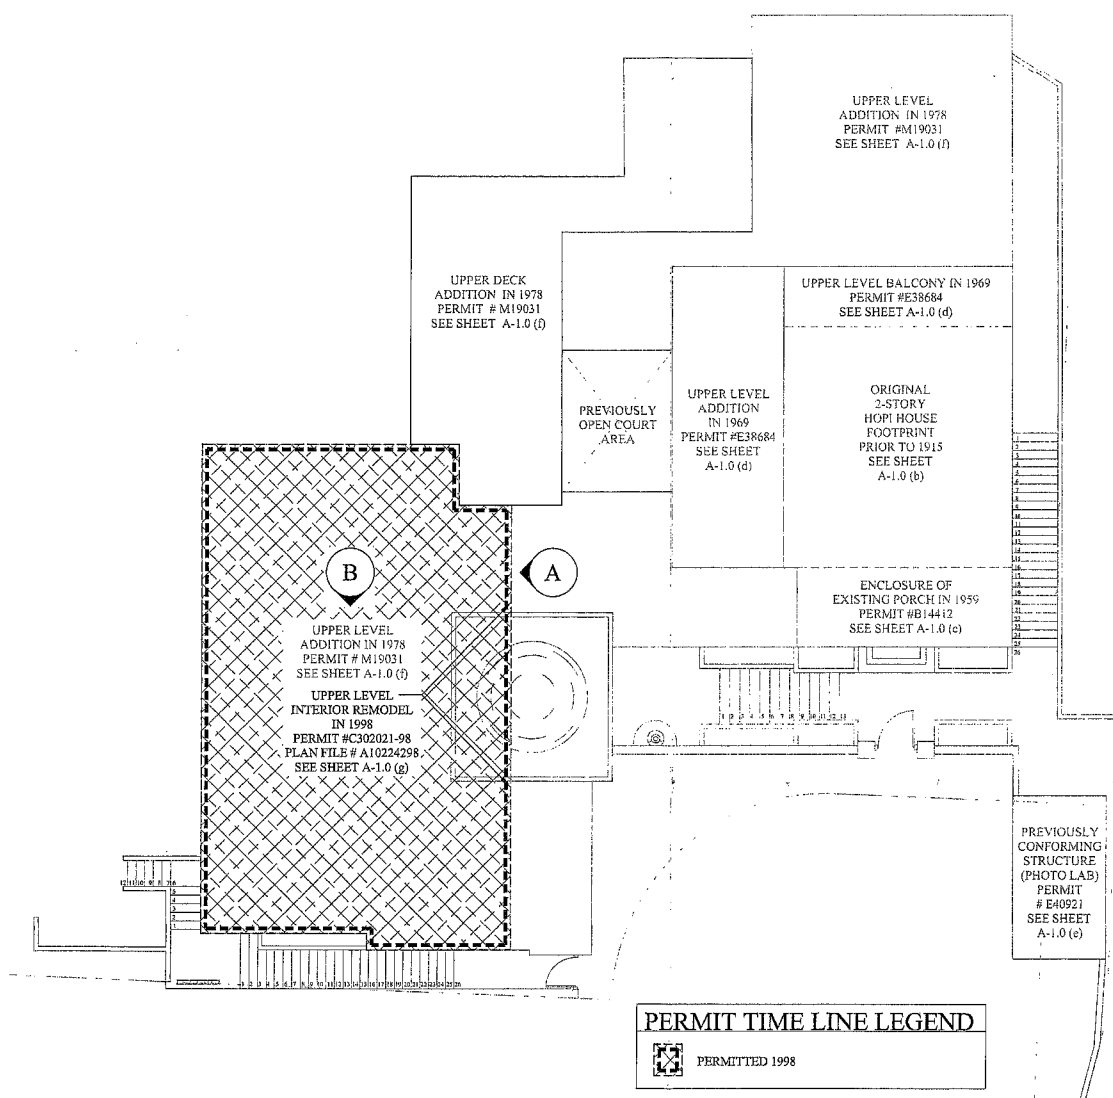 UPPER LEVEL
ADDITION IN 1978
PERMIT #M19031
SEE SHEET A-1.0 (f)
UPPER DECK
ADDITION IN 1978
PERMIT # M19031
SEE SHEET A-1.0 (f)
UPPER LEVEL BALCONY IN 1969
PERMIT #E38684
SEE SHEET A-1.0 (d)
PREVIOUSLY
OPEN COURT
AREA
UPPER LEVEL
ADDITION
IN 1969
PERMIT #E38684
SEE SHEET
A-1.0 (d)
ORIGINAL
2-STORY
HOPI HOUSE
FOOTPRINT
PRIOR TO 1915
SEE SHEET
A-1.0 (b)
B
A
ENCLOSURE OF
EXISTING PORCH IN 1959
PERMIT #B14412
SEE SHEET A-1.0 (c)
UPPER LEVEL
ADDITION IN 1978
PERMIT # M19031
SEE SHEET A-1.0 (f)
UPPER LEVEL
INTERIOR REMODEL
IN 1998
PERMIT #C302021-98
PLAN FILE # A10224298
SEE SHEET A-1.0 (g)
PREVIOUSLY
CONFORMING
STRUCTURE
(PHOTO LAB)
PERMIT
# E40921
SEE SHEET
A-1.0 (e)
PERMIT TIME LINE LEGEND
PERMITTED 1998